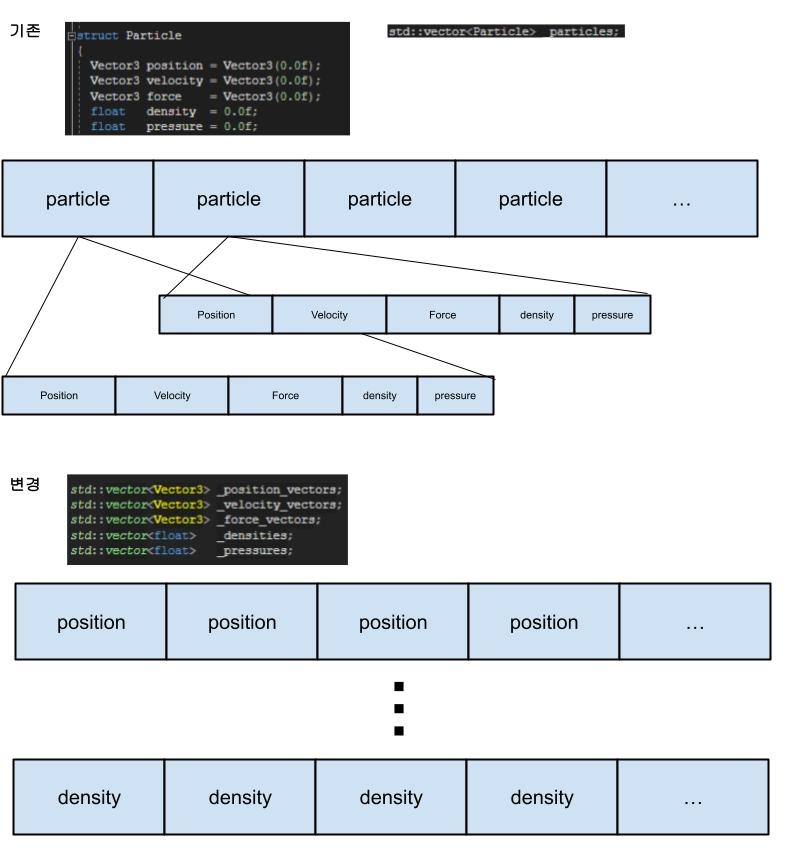 기존
struct Particle
{
Vector3 position = Vector3(0.0f);
Vector3 velocity = Vector3(0.0f);
Vector3 force = Vector3(0.0f);
float density = 0.0f;
float pressure = 0.0f;
std::vector<Particle> _particles;
particle particle particle particle ...
Position Velocity Force density pressure
Position Velocity Force density pressure
변경
std::vector<Vector3> _position_vectors;
std::vector<Vector3> _velocity_vectors;
std::vector<Vector3> _force_vectors;
std::vector<float> _densities;
std::vector<float> _pressures;
position position position position ...
density density density density ...